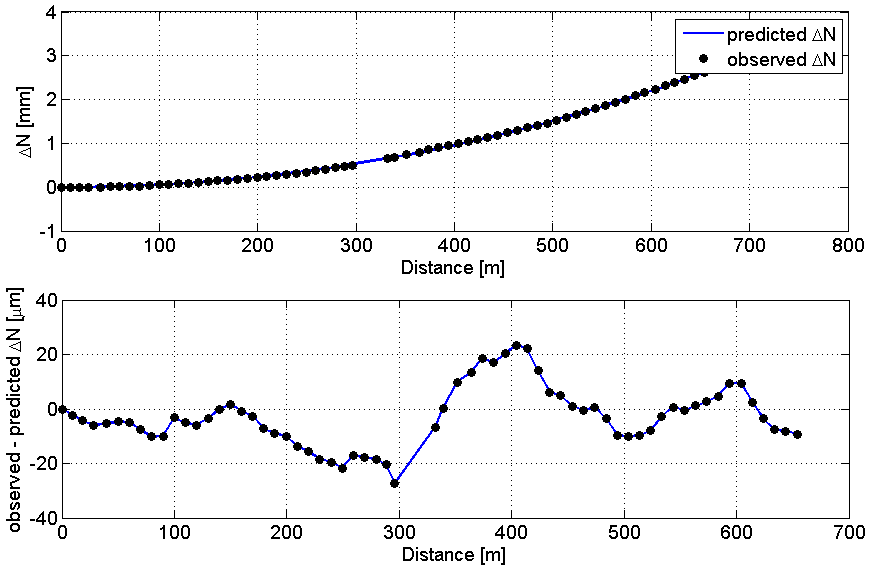 4
3
2
1
0
-1
ΔN [mm]
predicted ΔN
observed ΔN
0 100 200 300 400 500 600 700 800
Distance [m]
40
20
0
-20
-40
observed - predicted ΔN [μm]
0 100 200 300 400 500 600 700
Distance [m]